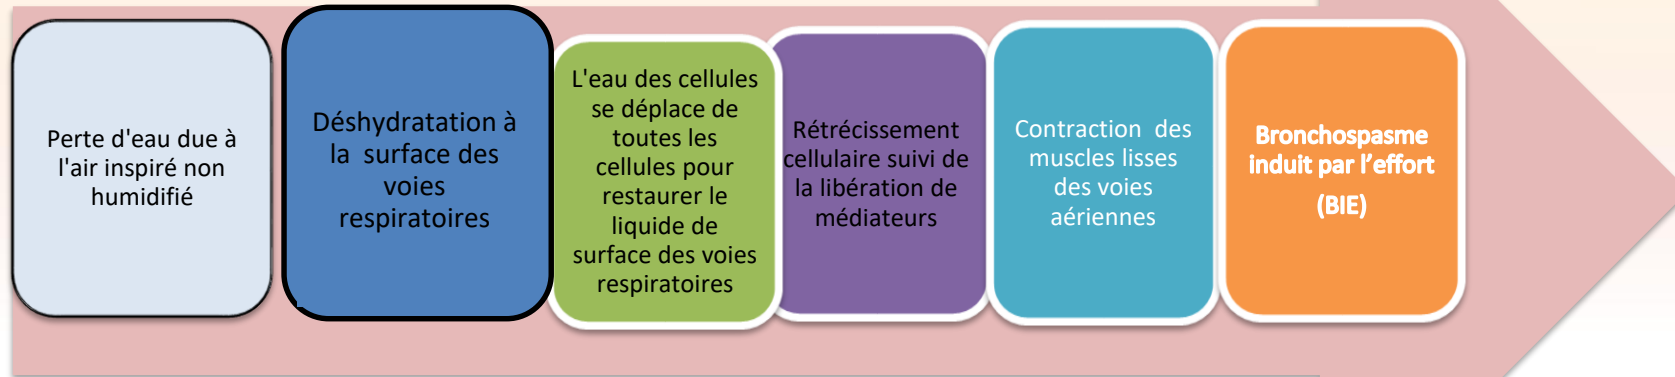 Perte d'eau due à
l'air inspiré non
humidifié
Déshydratation à
la surface des
voies
respiratoires
L'eau des cellules
se déplace de
toutes les
cellules pour
restaurer le
liquide de
surface des voies
respiratoires
Rétrécissement
cellulaire suivi de
la libération de
médiateurs
Contraction des
muscles lisses
des voies
aériennes
Bronchospasme
induit par l’effort
(BIE)